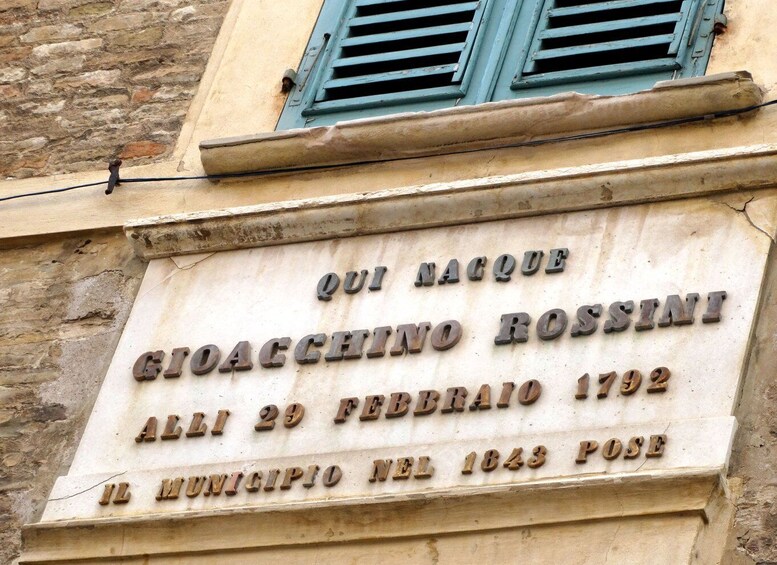 QUI NACQUE
GIOACCHINO ROSSINI
ALLI 29 FEBBRAIO 1792
IL MUNICIPIO NEL 1843 POSE